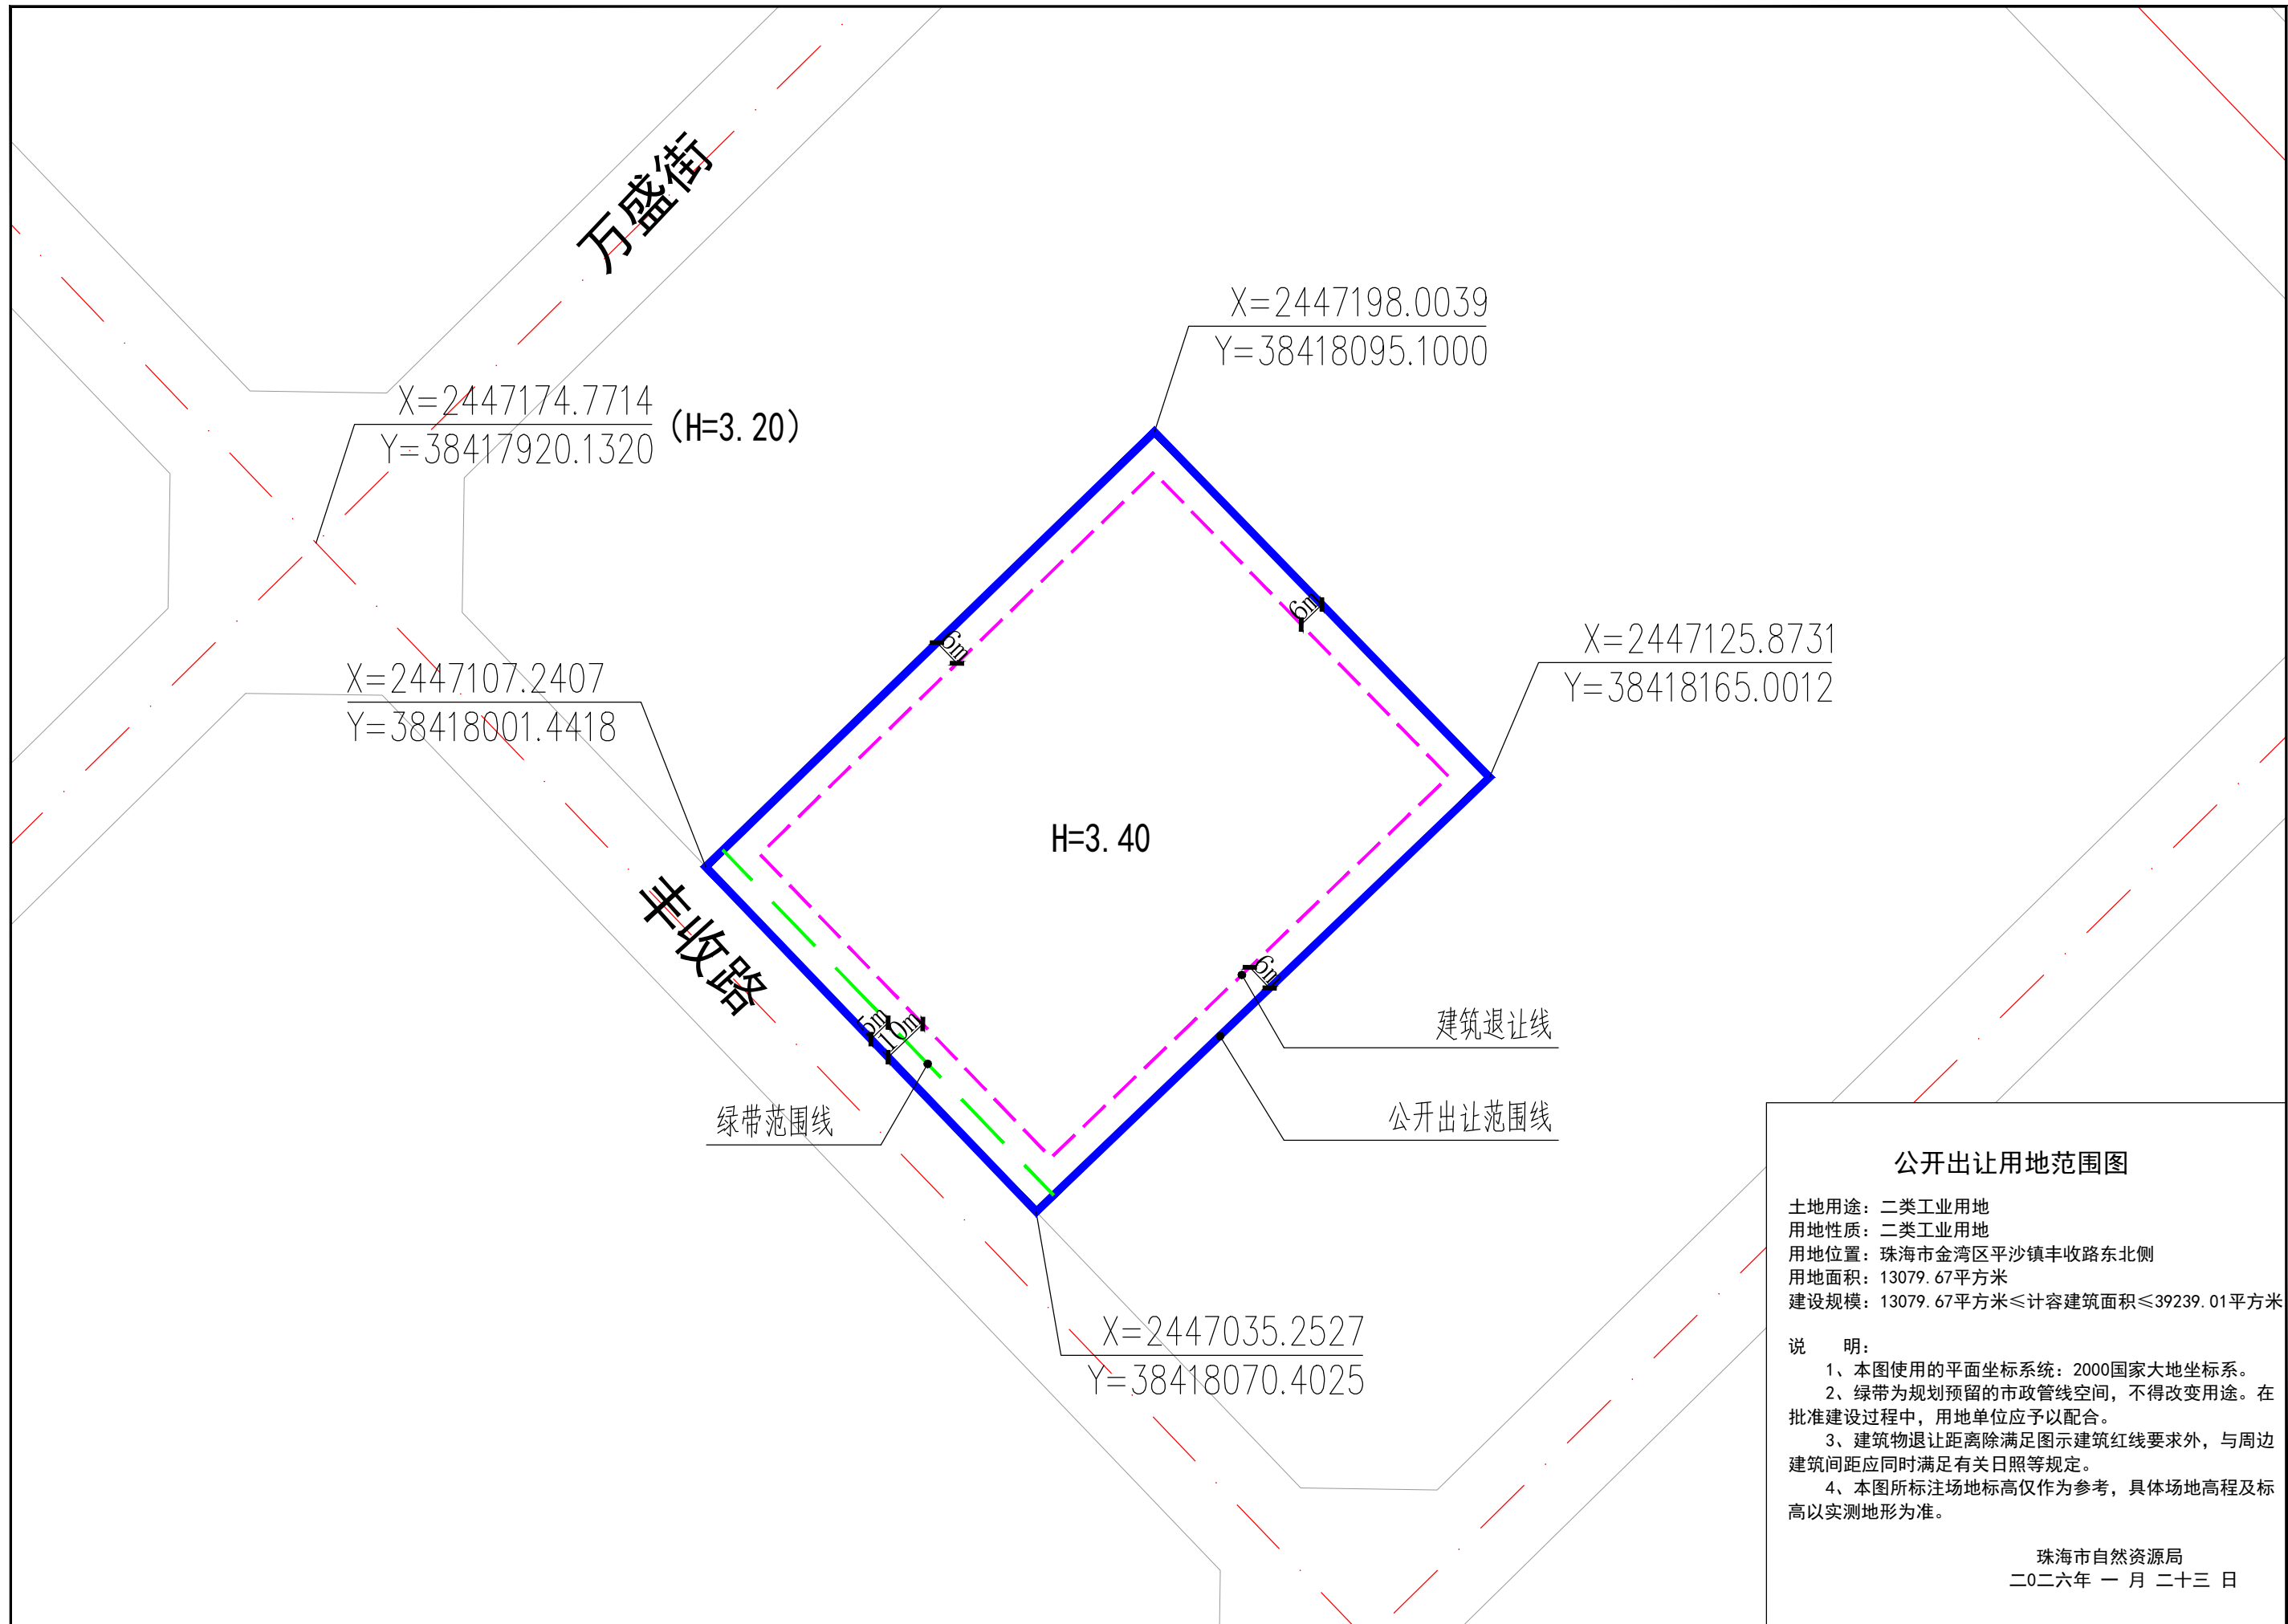 万盛街
X=2447198.0039
Y=38418095.1000
X=2447174.7714
(H=3.20)
Y=38417920.1320
6m
6m
X=2447125.8731
Y=38418165.0012
X=2447107.2407
Y=38418001.4418
H=3.40
丰收路
6m
5m
10m
建筑退让线
绿带范围线
公开出让范围线
X=2447035.2527
Y=38418070.4025
公开出让用地范围图
土地用途：二类工业用地
用地性质：二类工业用地
用地位置：珠海市金湾区平沙镇丰收路东北侧
用地面积：13079.67平方米
建设规模：13079.67平方米≤计容建筑面积≤39239.01平方米
说　　明：
1、本图使用的平面坐标系统：2000国家大地坐标系。
2、绿带为规划预留的市政管线空间，不得改变用途。在
批准建设过程中，用地单位应予以配合。
3、建筑物退让距离除满足图示建筑红线要求外，与周边
建筑间距应同时满足有关日照等规定。
4、本图所标注场地标高仅作为参考，具体场地高程及标
高以实测地形为准。
珠海市自然资源局
二0二六年 一 月 二十三 日